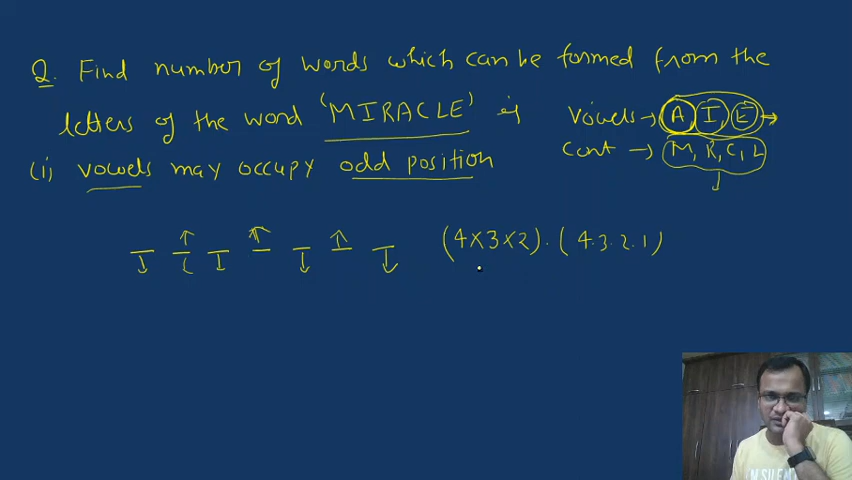 Q. Find number of words which can be formed from the
letters of the word 'MIRACLE' if
vowels → A, I, E →
Cont → M, R, C, L
(i) vowels may occupy odd position
(4×3×2).(4.3.2.1)